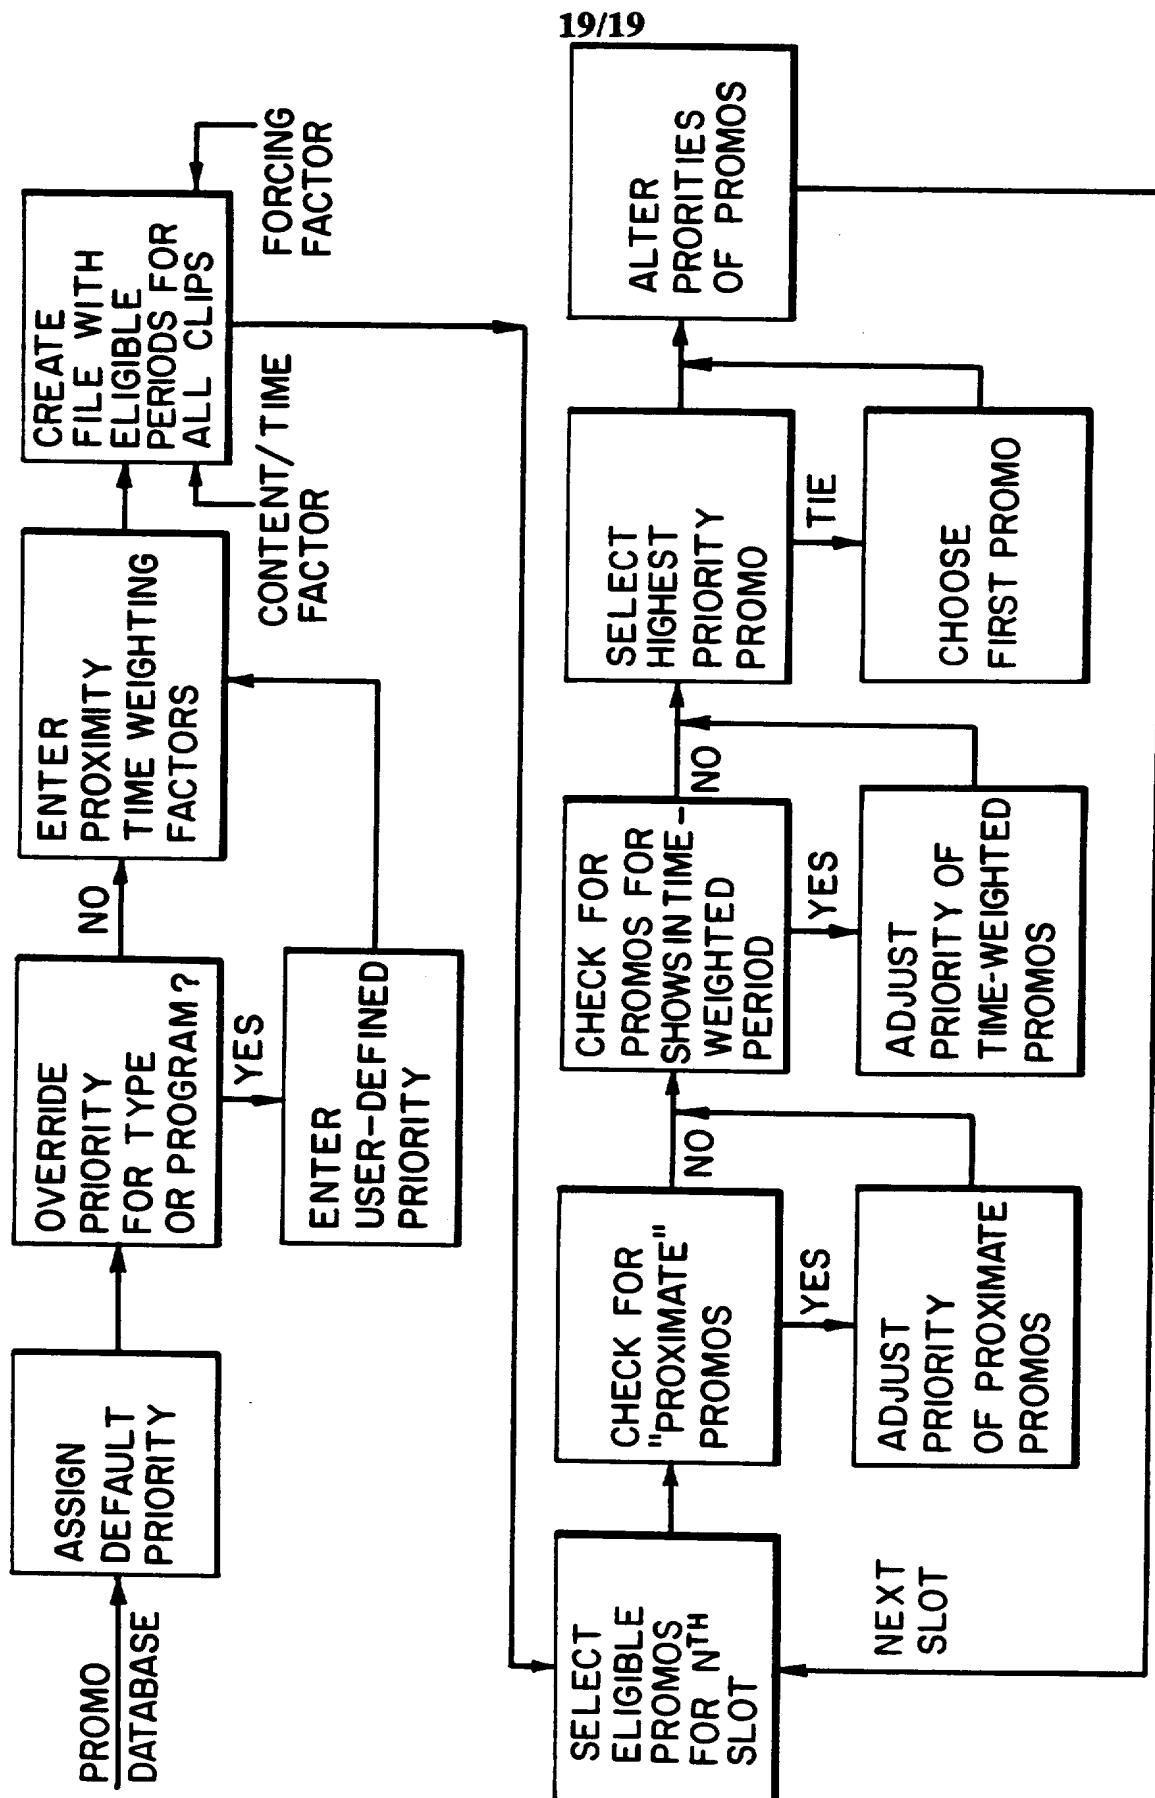 19/19
PROMO
DATABASE
ASSIGN
DEFAULT
PRIORITY
OVERRIDE
PRIORITY
FOR TYPE
OR PROGRAM?
NO
YES
ENTER
USER-DEFINED
PRIORITY
ENTER
PROXIMITY
TIME WEIGHTING
FACTORS
CREATE
FILE WITH
ELIGIBLE
PERIODS FOR
ALL CLIPS
CONTENT/TIME
FACTOR
FORCING
FACTOR
SELECT
ELIGIBLE
PROMOS
FOR NTH
SLOT
CHECK FOR
"PROXIMATE"
PROMOS
NO
YES
ADJUST
PRIORITY
OF PROXIMATE
PROMOS
CHECK FOR
PROMOS FOR
SHOWS IN TIME-
WEIGHTED
PERIOD
NO
YES
ADJUST
PRIORITY OF
TIME-WEIGHTED
PROMOS
SELECT
HIGHEST
PRIORITY
PROMO
TIE
CHOOSE
FIRST PROMO
ALTER
PRORITIES
OF PROMOS
NEXT
SLOT